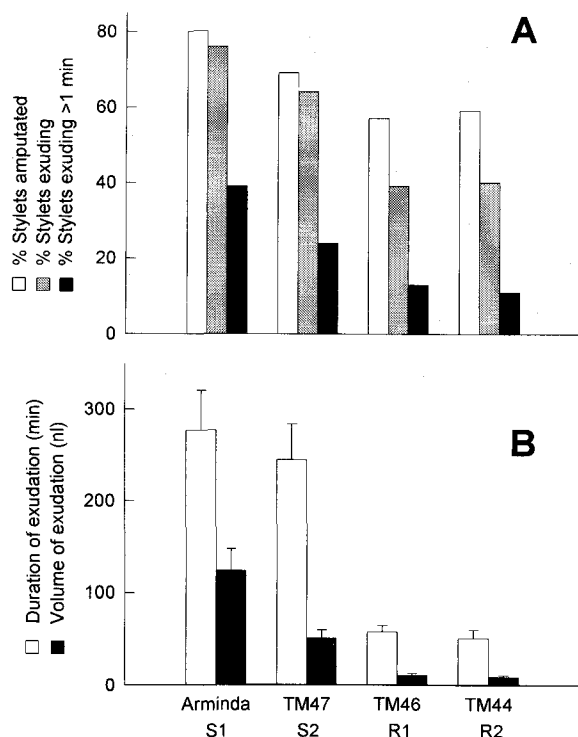 A
% Stylets amputated
% Stylets exuding
% Stylets exuding >1 min
80
60
40
20
0
B
Duration of exudation (min)
Volume of exudation (nl)
300
200
100
0
Arminda TM47 TM46 TM44
S1 S2 R1 R2